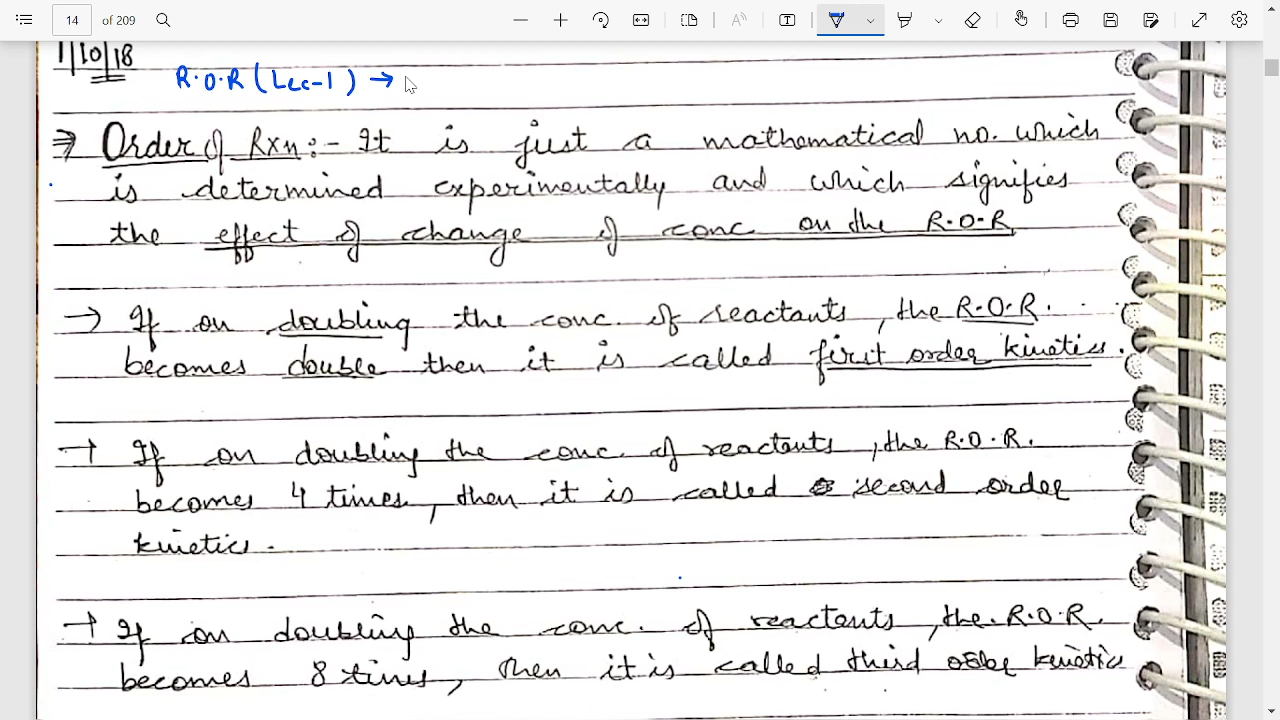 14 of 209
1/10/18
R.O.R (Lec-1) →
⇒ Order of Rxn :- It is just a mathematical no. which
is determined experimentally and which signifies
the effect of change of conc on the R.O.R
→ If on doubling the conc. of reactants, the R.O.R.
becomes double then it is called first order kinetics.
→ If on doubling the conc. of reactants, the R.O.R.
becomes 4 times, then it is called second order
kinetics.
→ If on doubling the conc. of reactants, the R.O.R.
becomes 8 times, then it is called third order kinetics